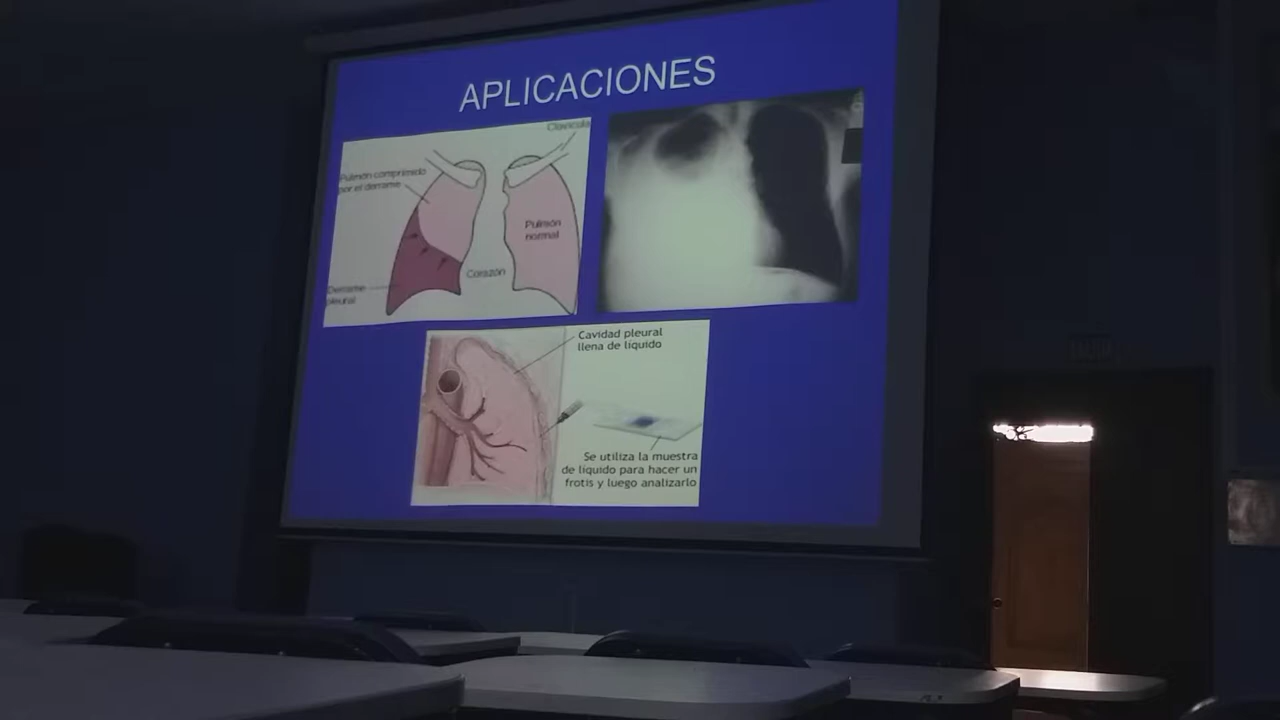 APLICACIONES
Clavícula
Pulmón comprimido
por el derrame
Pulmón
normal
Corazón
Derrame
pleural
Cavidad pleural
llena de líquido
Se utiliza la muestra
de líquido para hacer un
frotis y luego analizarlo